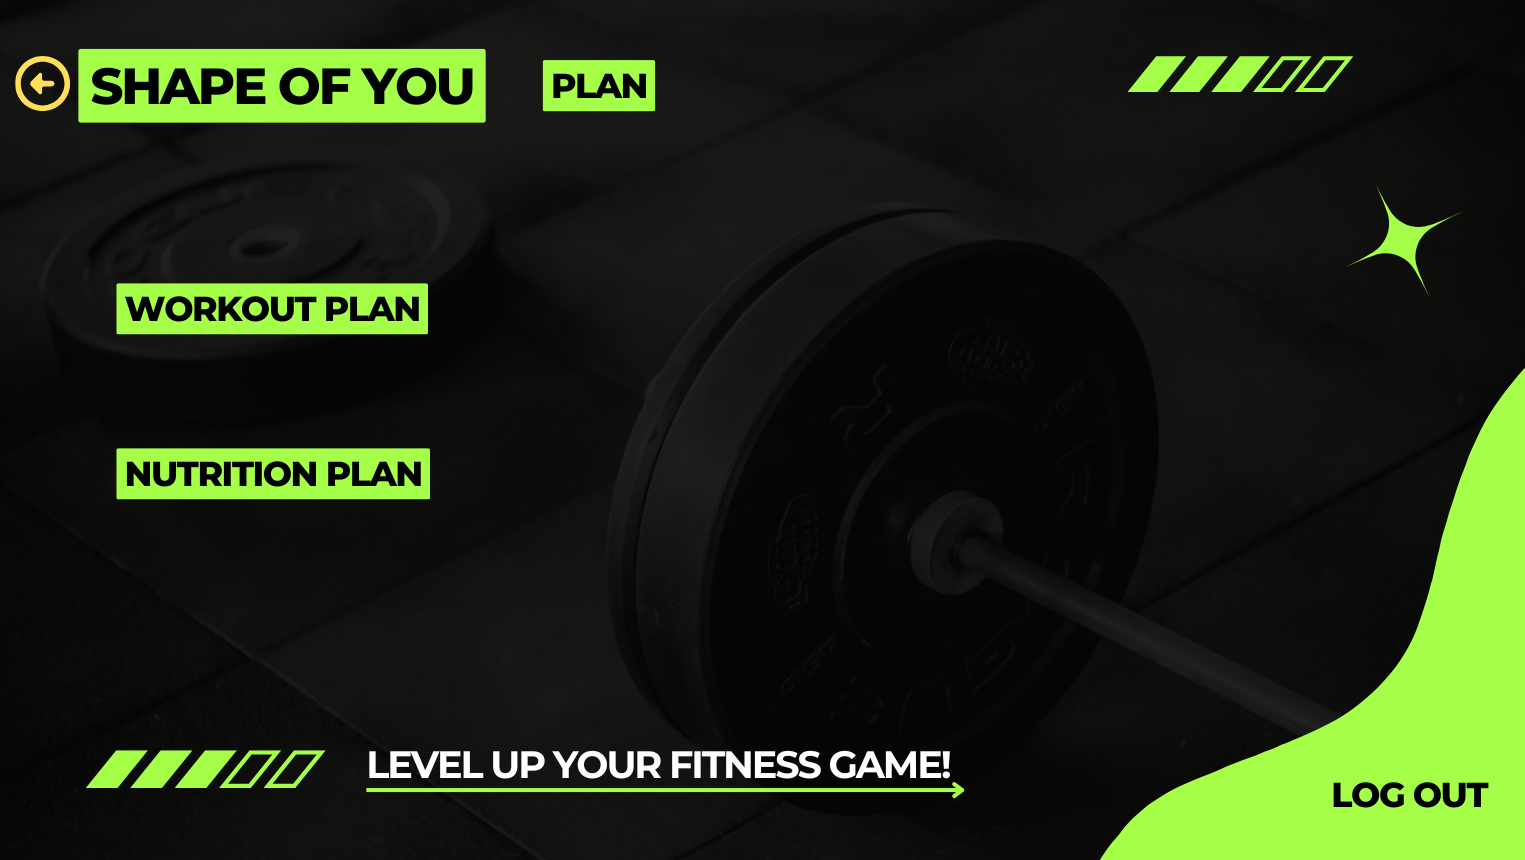 SHAPE OF YOU
PLAN
WORKOUT PLAN
NUTRITION PLAN
LEVEL UP YOUR FITNESS GAME!
LOG OUT